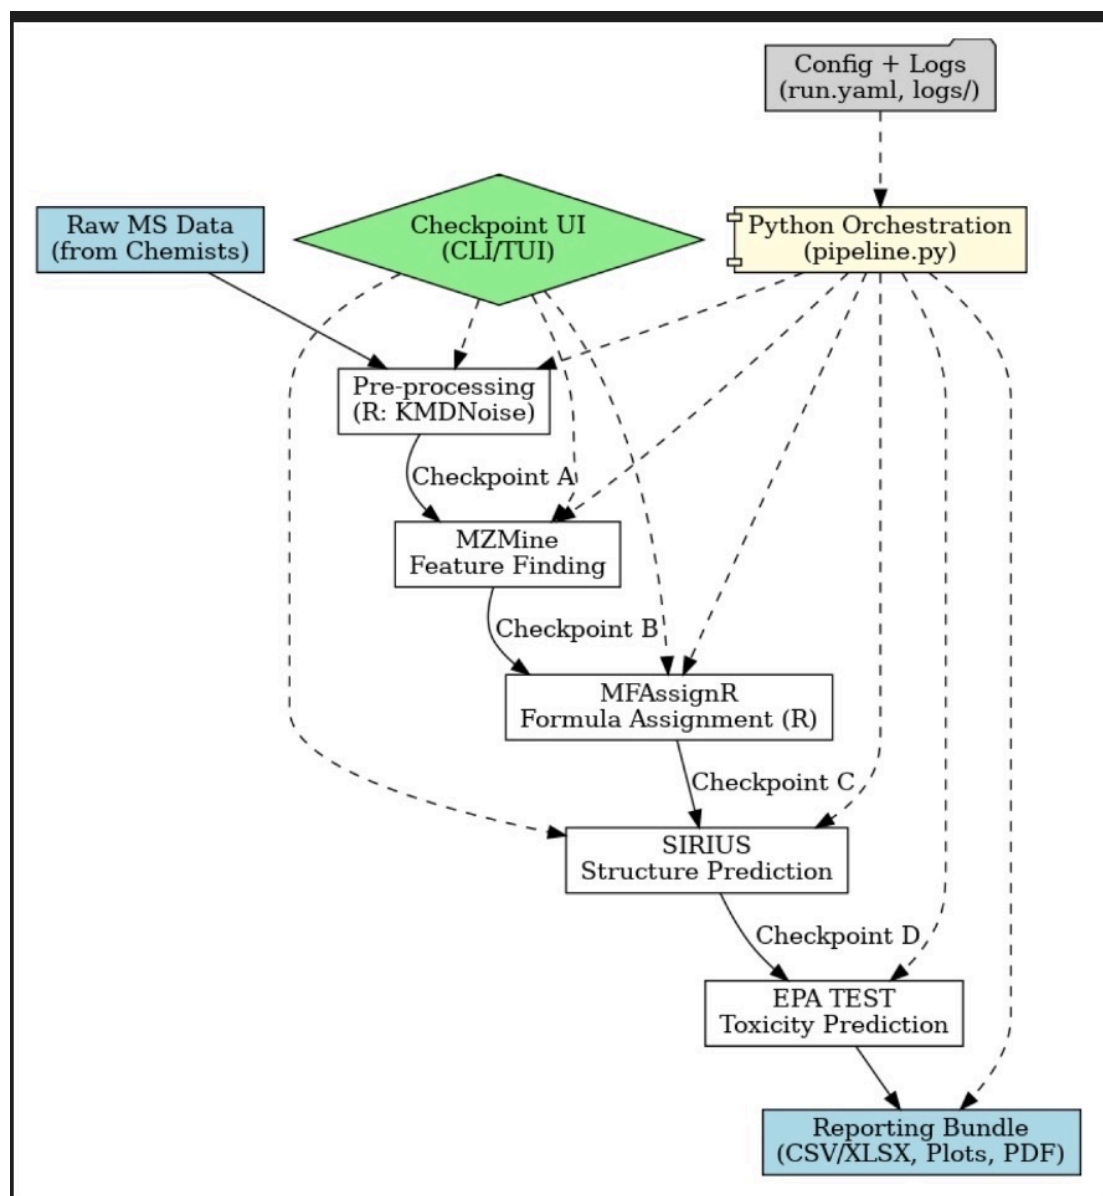 Config + Logs
(run.yaml, logs/)
Raw MS Data
(from Chemists)
Checkpoint UI
(CLI/TUI)
Python Orchestration
(pipeline.py)
Pre-processing
(R: KMDNoise)
Checkpoint A
MZMine
Feature Finding
Checkpoint B
MFAssignR
Formula Assignment (R)
Checkpoint C
SIRIUS
Structure Prediction
Checkpoint D
EPA TEST
Toxicity Prediction
Reporting Bundle
(CSV/XLSX, Plots, PDF)